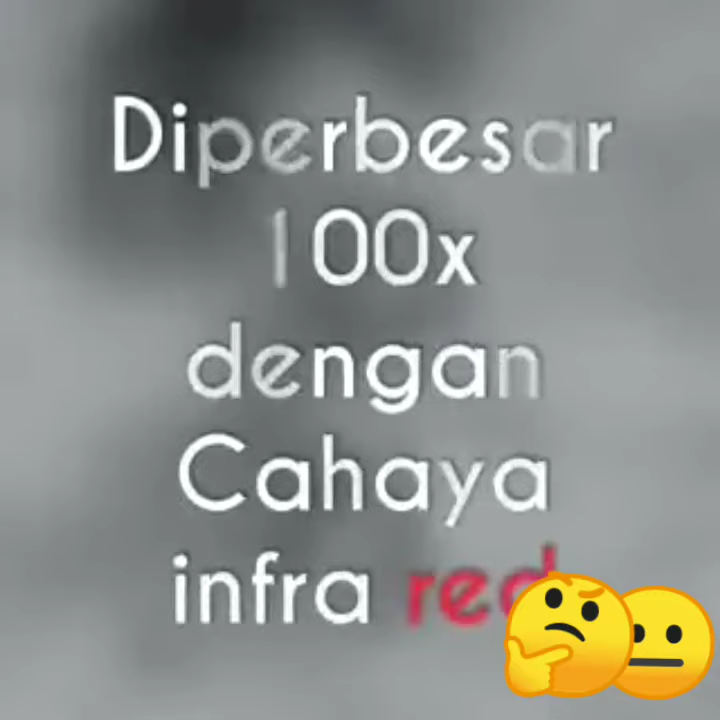 Diperbesar
100x
dengan
Cahaya
infra red